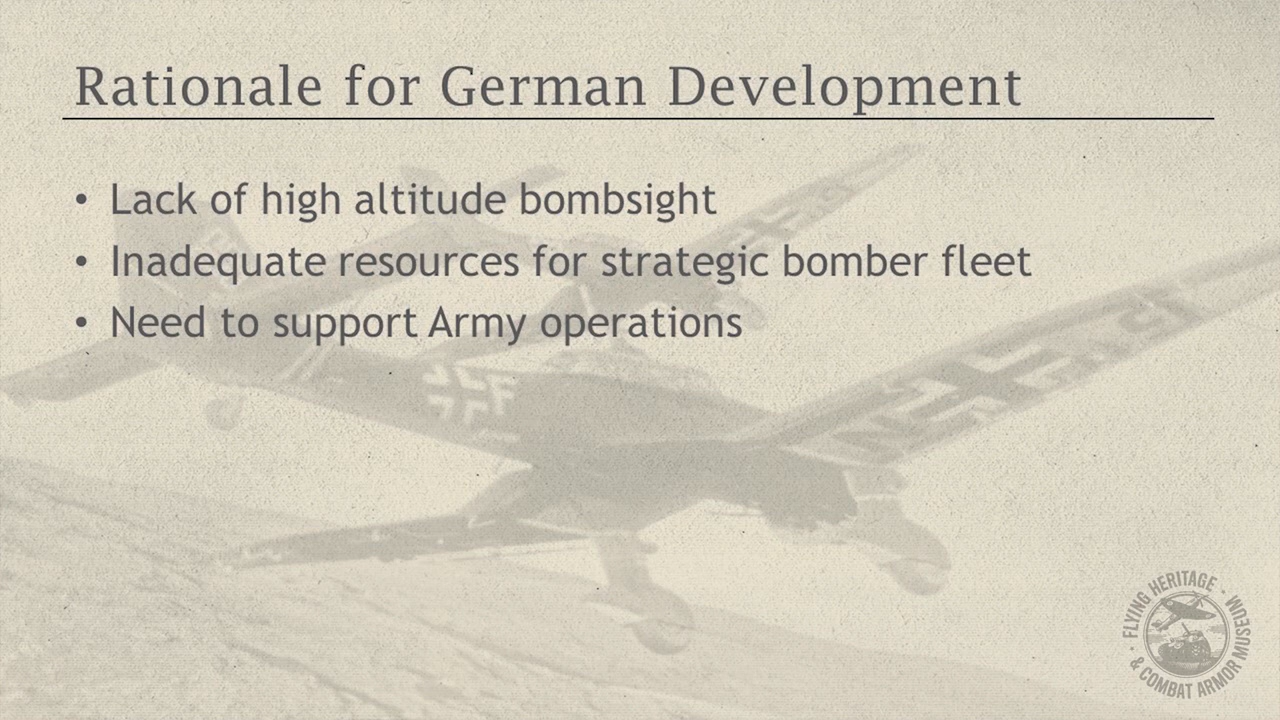 Rationale for German Development
• Lack of high altitude bombsight
• Inadequate resources for strategic bomber fleet
• Need to support Army operations
FLYING HERITAGE
& COMBAT ARMOR MUSEUM